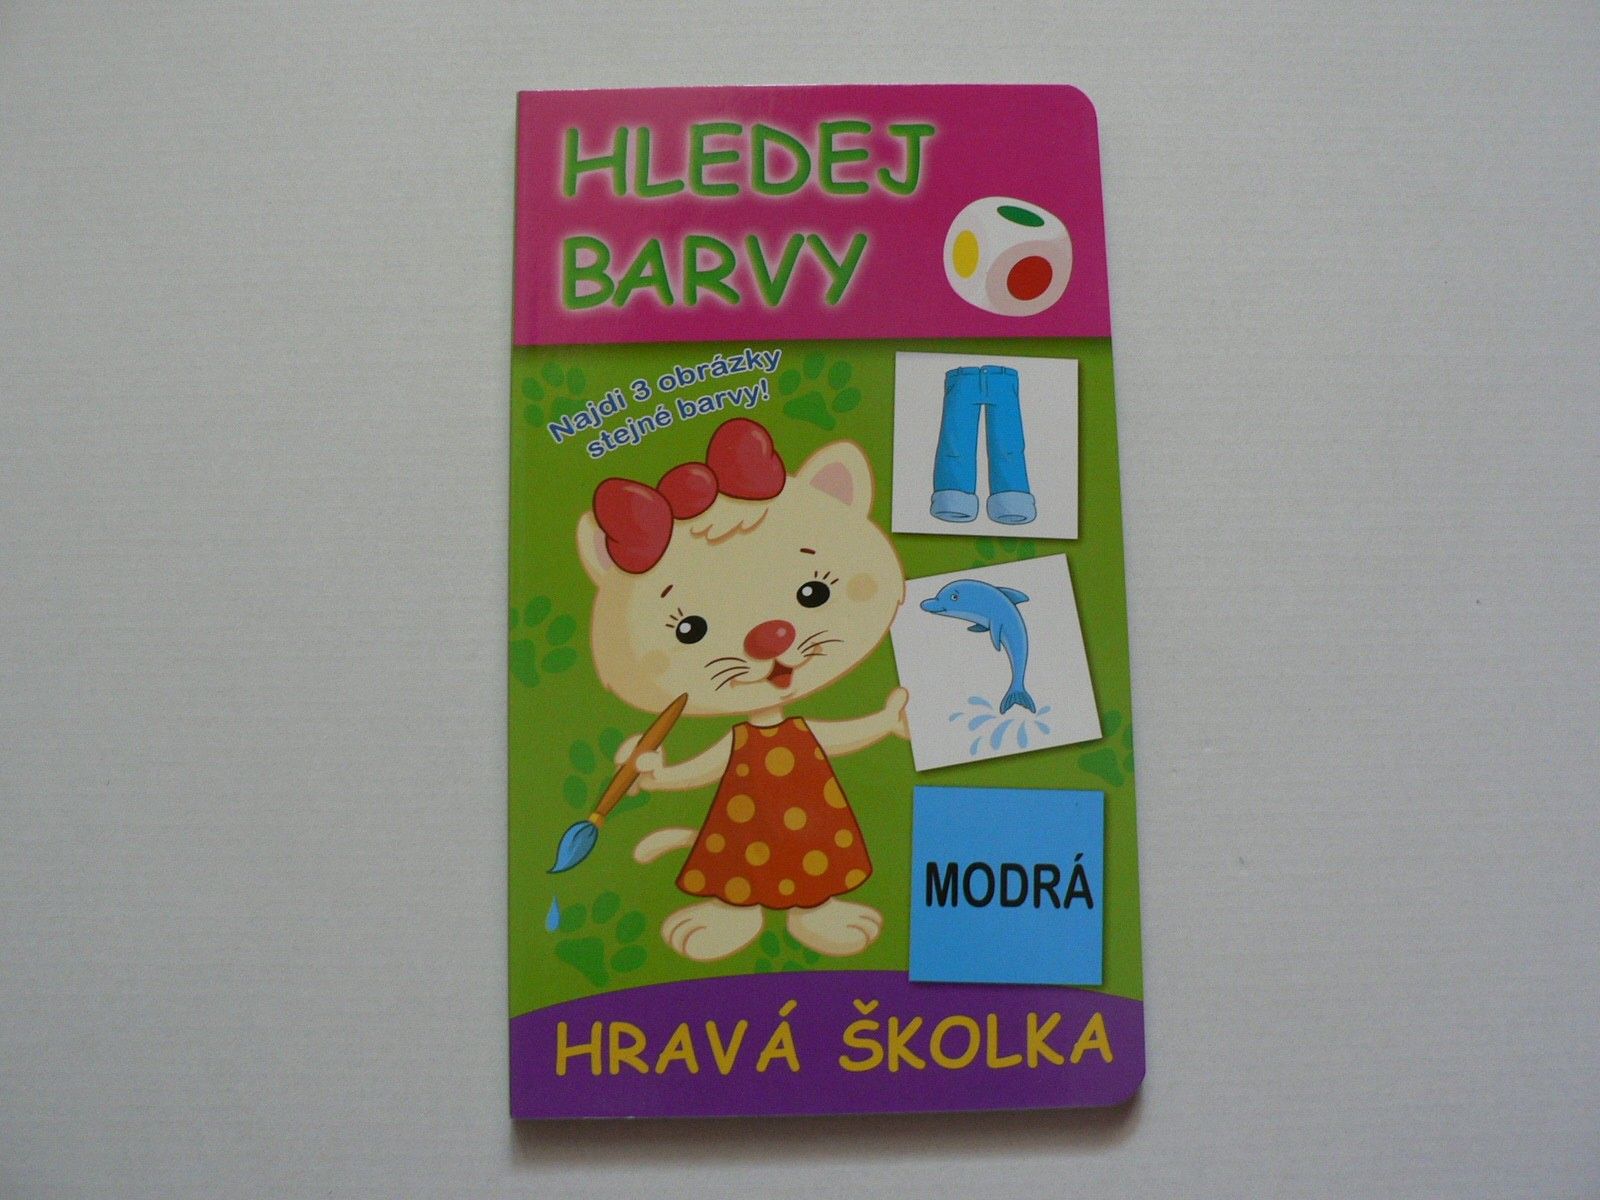 HLEDEJ
BARVY
Najdi 3 obrázky
stejné barvy!
MODRÁ
HRAVÁ ŠKOLKA